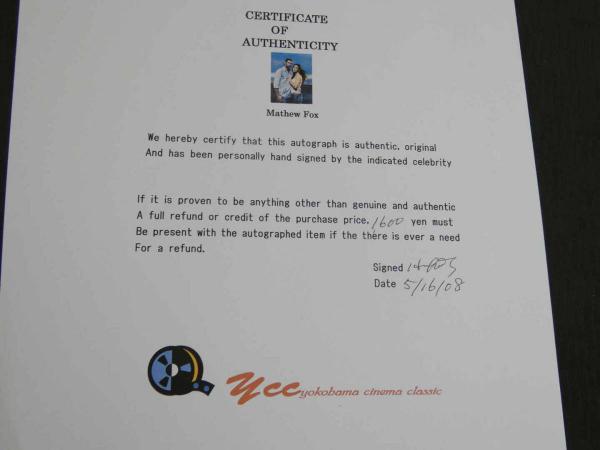 CERTIFICATE
OF
AUTHENTICITY
Mathew Fox
We hereby certify that this autograph is authentic, original
And has been personally hand signed by the indicated celebrity
If it is proven to be anything other than genuine and authentic
A full refund or credit of the purchase price, 1600 yen must
Be present with the autographed item if the there is ever a need
For a refund.
Signed
Date 5/16/08
ycc yokohama cinema classic